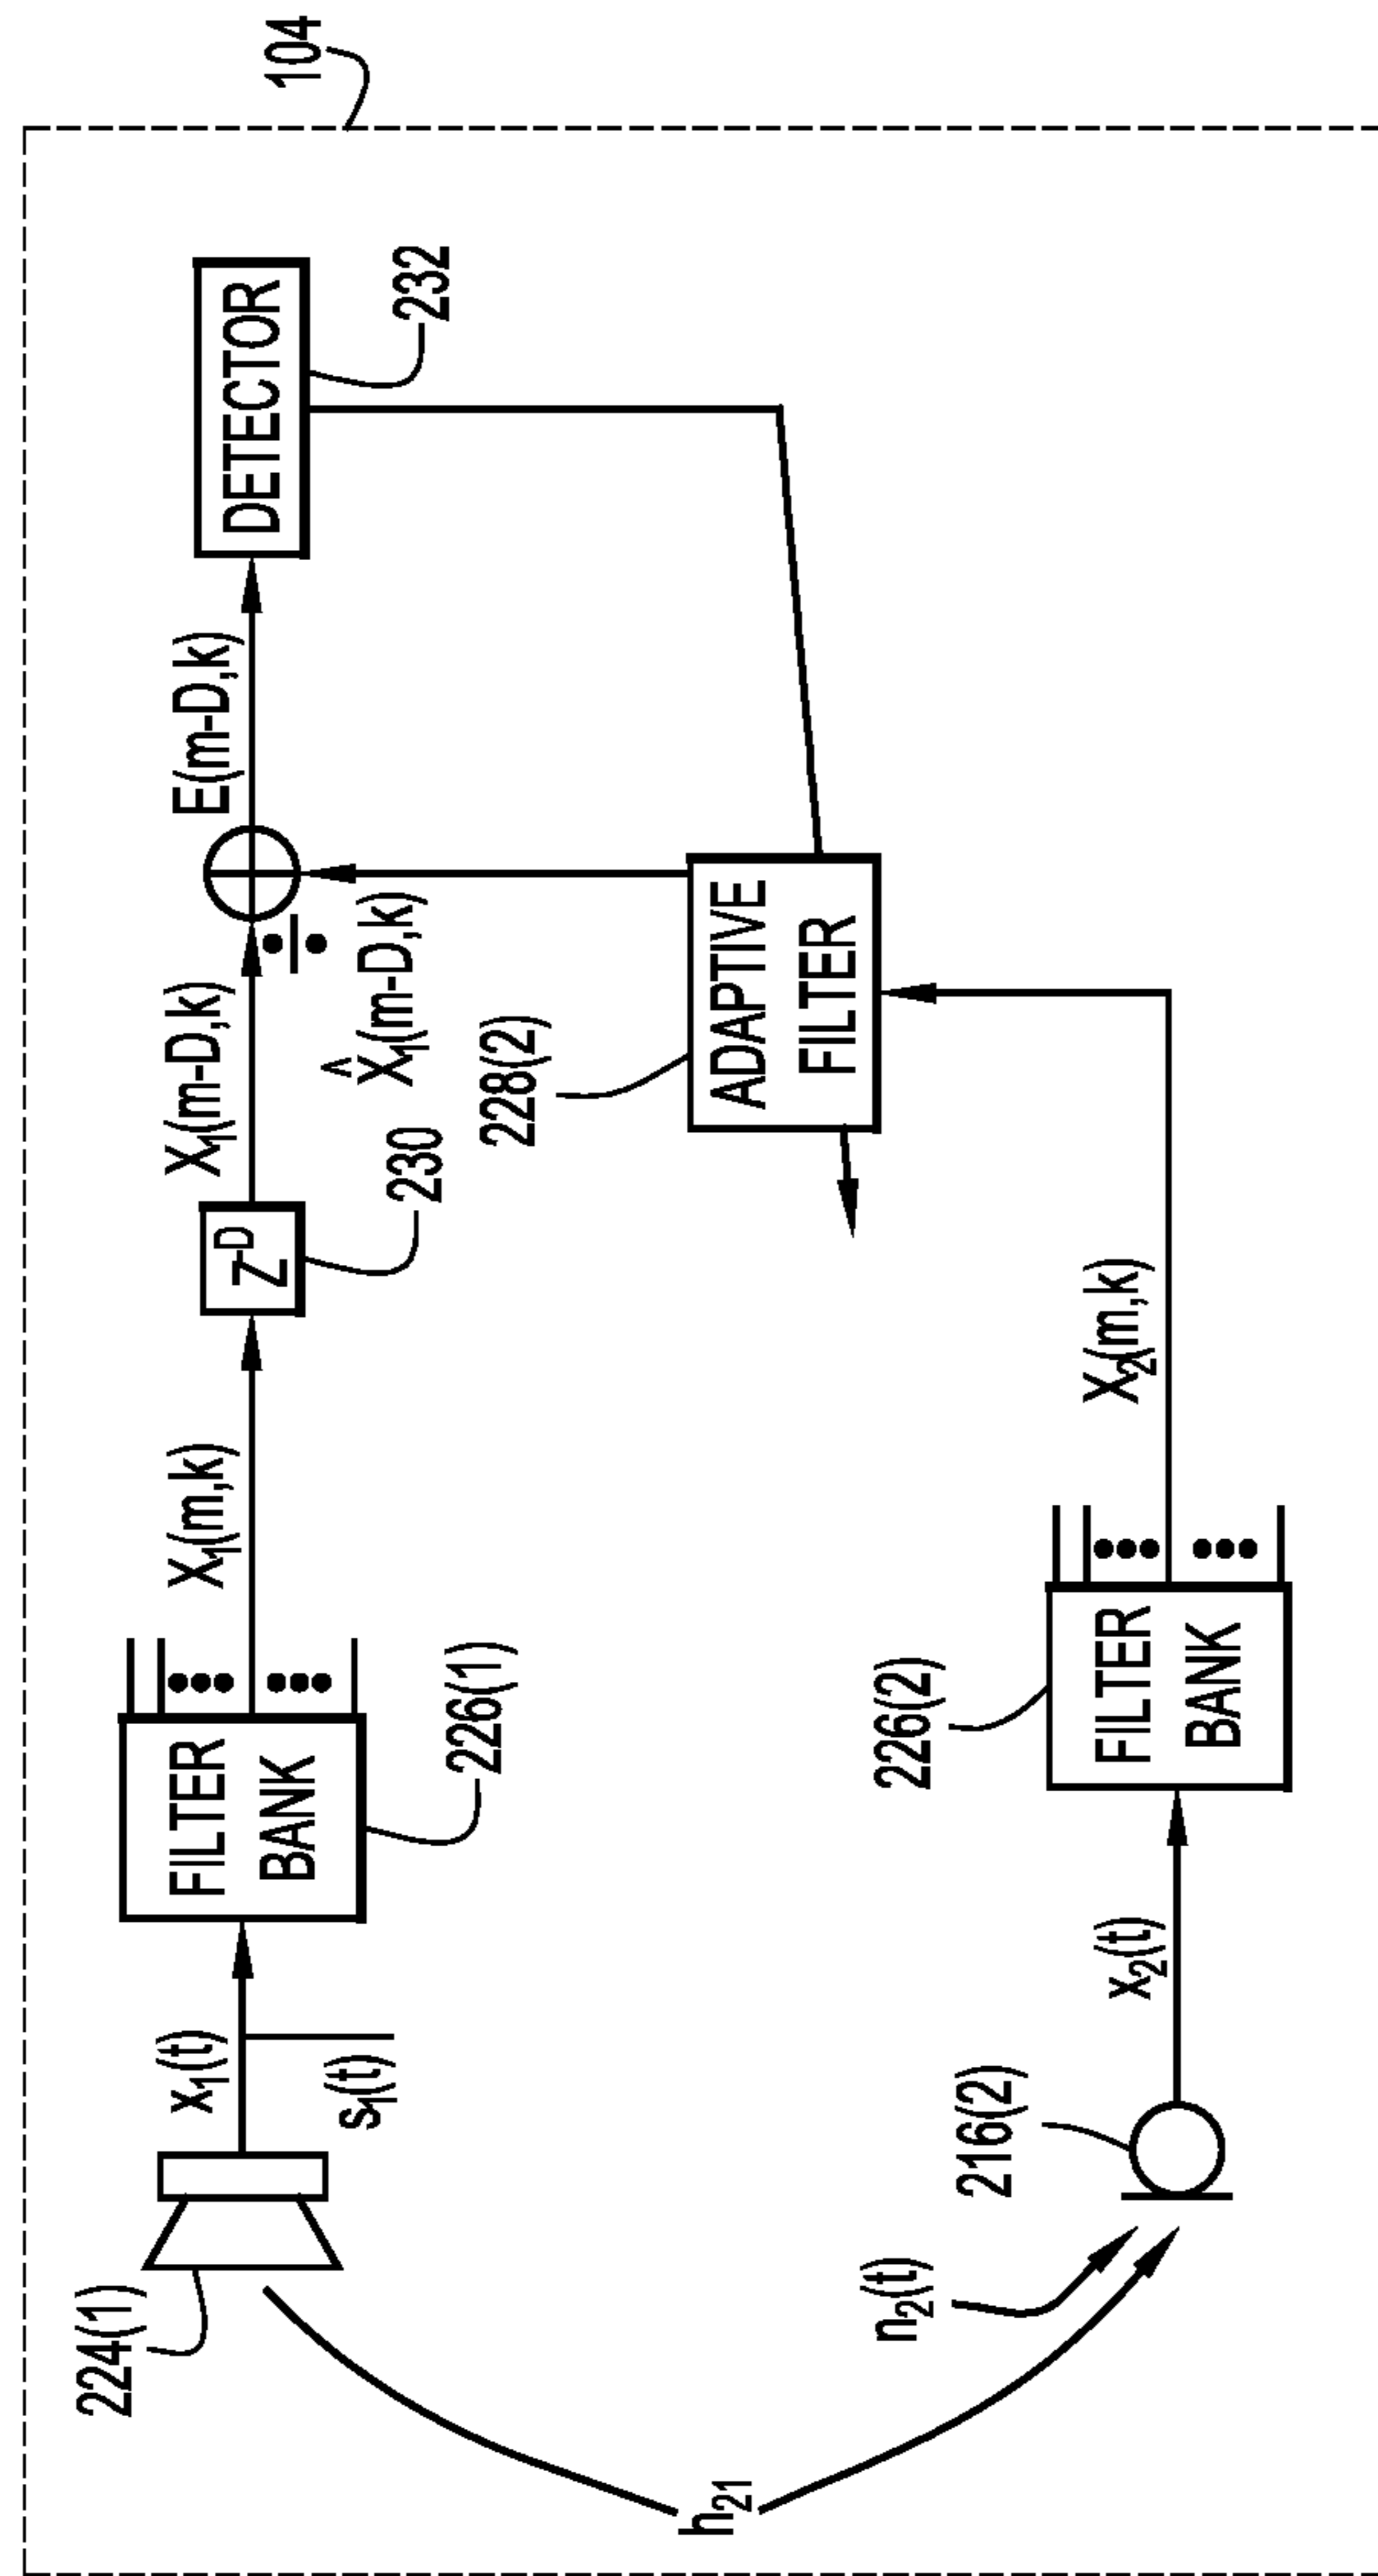 104
224(1)
x₁(t)
s₁(t)
FILTER
BANK
226(1)
X₁(m,k)
Z⁻ᴰ
230
X₁(m-D,k)
÷
X̂₁(m-D,k)
E(m-D,k)
DETECTOR
232
228(2)
ADAPTIVE
FILTER
h₂₁
n₂(t)
216(2)
x₂(t)
226(2)
FILTER
BANK
X₂(m,k)